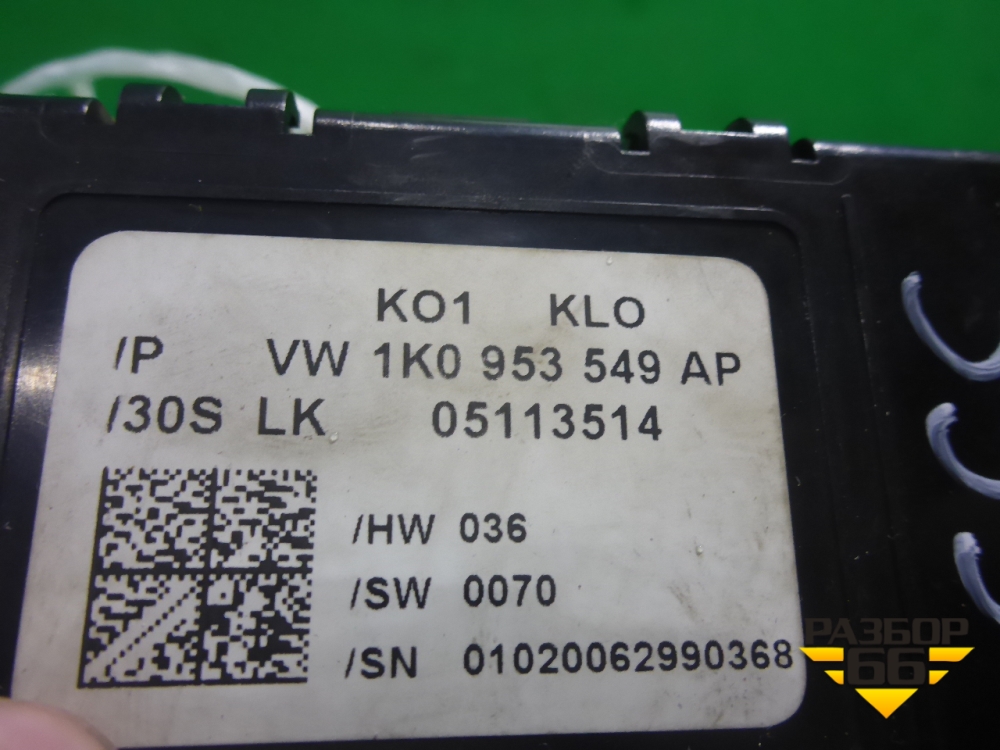 KO1 KLO
/P VW 1K0 953 549 AP
/30S LK 05113514
/HW 036
/SW 0070
/SN 01020062990368
РАЗБОР
66